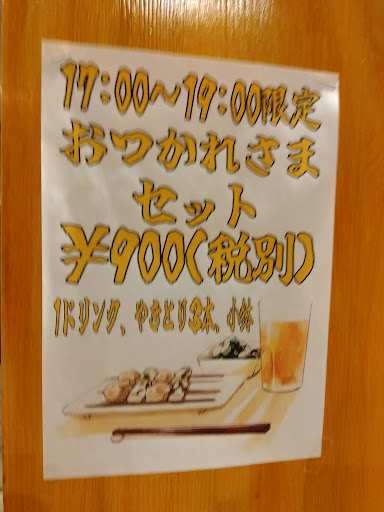 17:00～19:00限定
おつかれさま
セット
￥900(税別)
1ドリンク、やきとり3本、小鉢